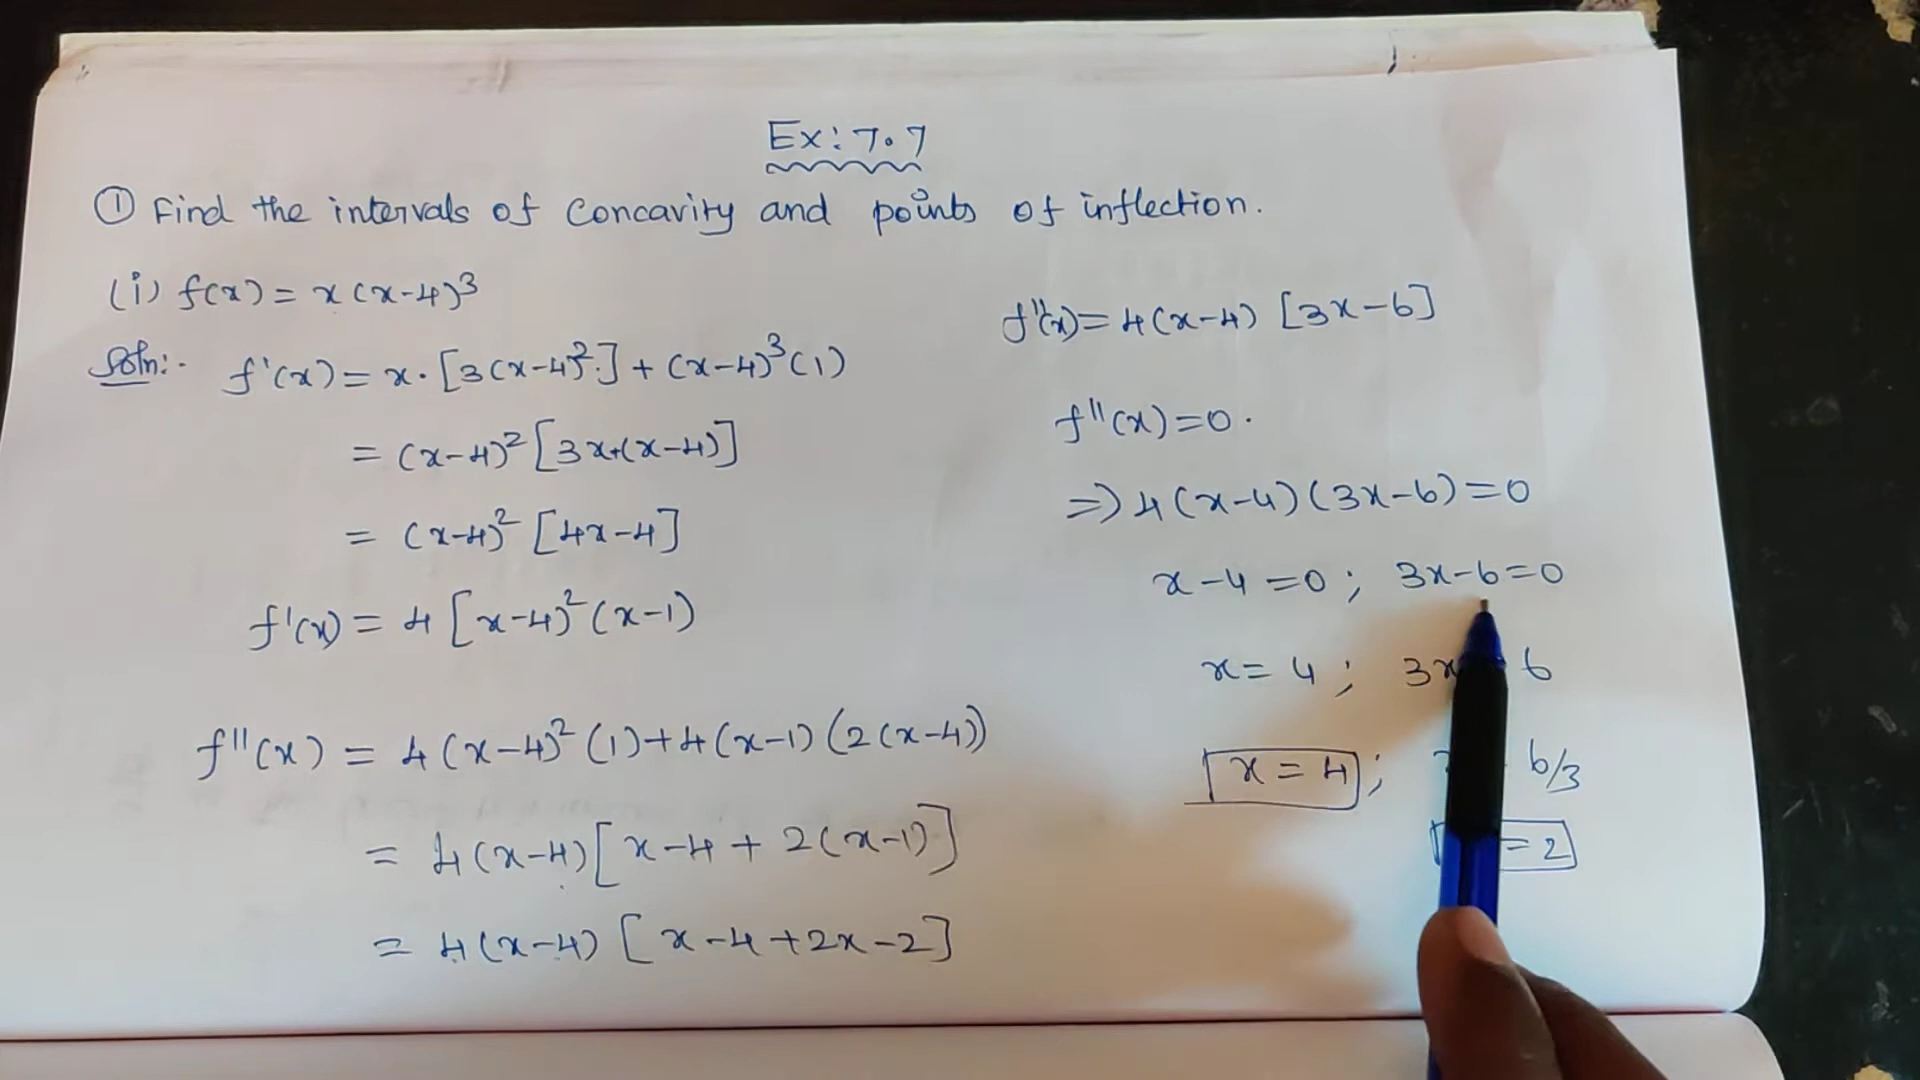 Ex: 7.7
① Find the intervals of Concavity and points of inflection.
(i) f(x) = x(x-4)³
Soln:- f'(x) = x·[3(x-4)²·] + (x-4)³(1)
= (x-4)² [3x+(x-4)]
= (x-4)² [4x-4]
f'(x) = 4 [x-4)² (x-1)
f''(x) = 4(x-4)² (1)+4(x-1) (2(x-4))
= 4(x-4) [x-4 + 2(x-1)]
= 4(x-4) [x-4+2x-2]
f''(x) = 4(x-4) [3x-6]
f''(x) = 0.
=> 4(x-4)(3x-6) = 0
x-4 = 0 ; 3x-6 = 0
x = 4 ; 3x 6
x = 4 ; 6/3
= 2